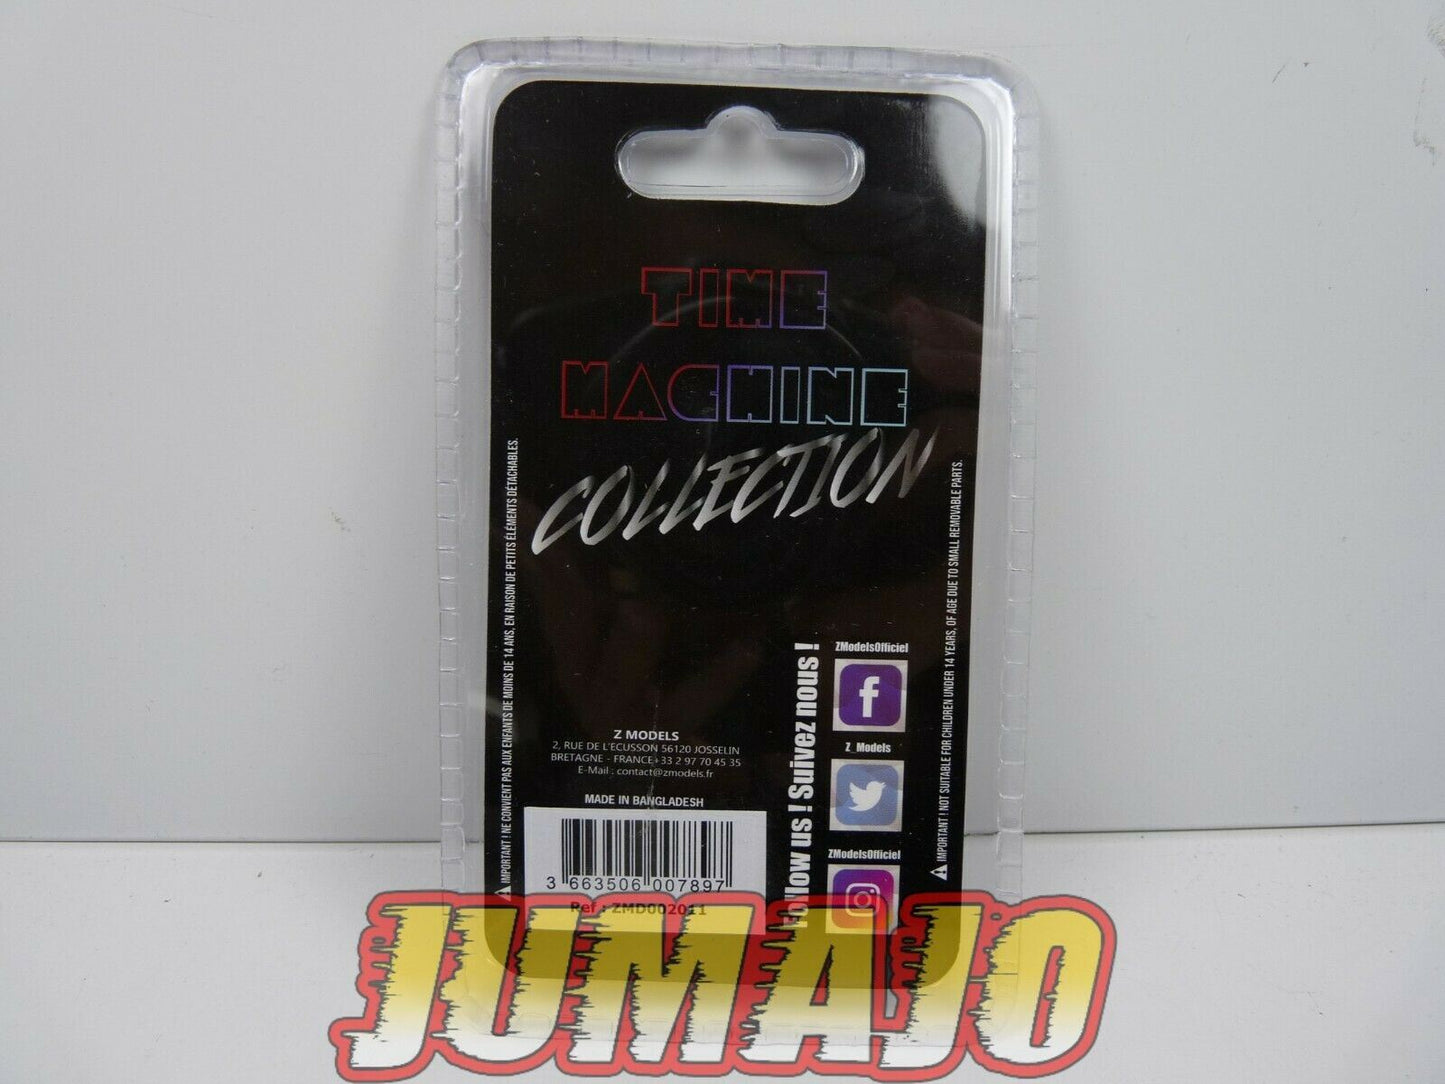 TIME
MACHINE
COLLECTION
⚠ IMPORTANT ! NE CONVIENT PAS AUX ENFANTS DE MOINS DE 14 ANS, EN RAISON DE PETITS ÉLÉMENTS DÉTACHABLES.
⚠ IMPORTANT ! NOT SUITABLE FOR CHILDREN UNDER 14 YEARS, OF AGE DUE TO SMALL REMOVABLE PARTS.
Follow us ! Suivez nous !
ZModelsOfficiel
f
Z_Models
ZModelsOfficiel
Z MODELS
2, RUE DE L'ECUSSON 56120 JOSSELIN
BRETAGNE - FRANCE+33 2 97 70 45 35
E-Mail : contact@zmodels.fr
MADE IN BANGLADESH
3 663506 007897
Ref : ZMD002011
JUMAJO